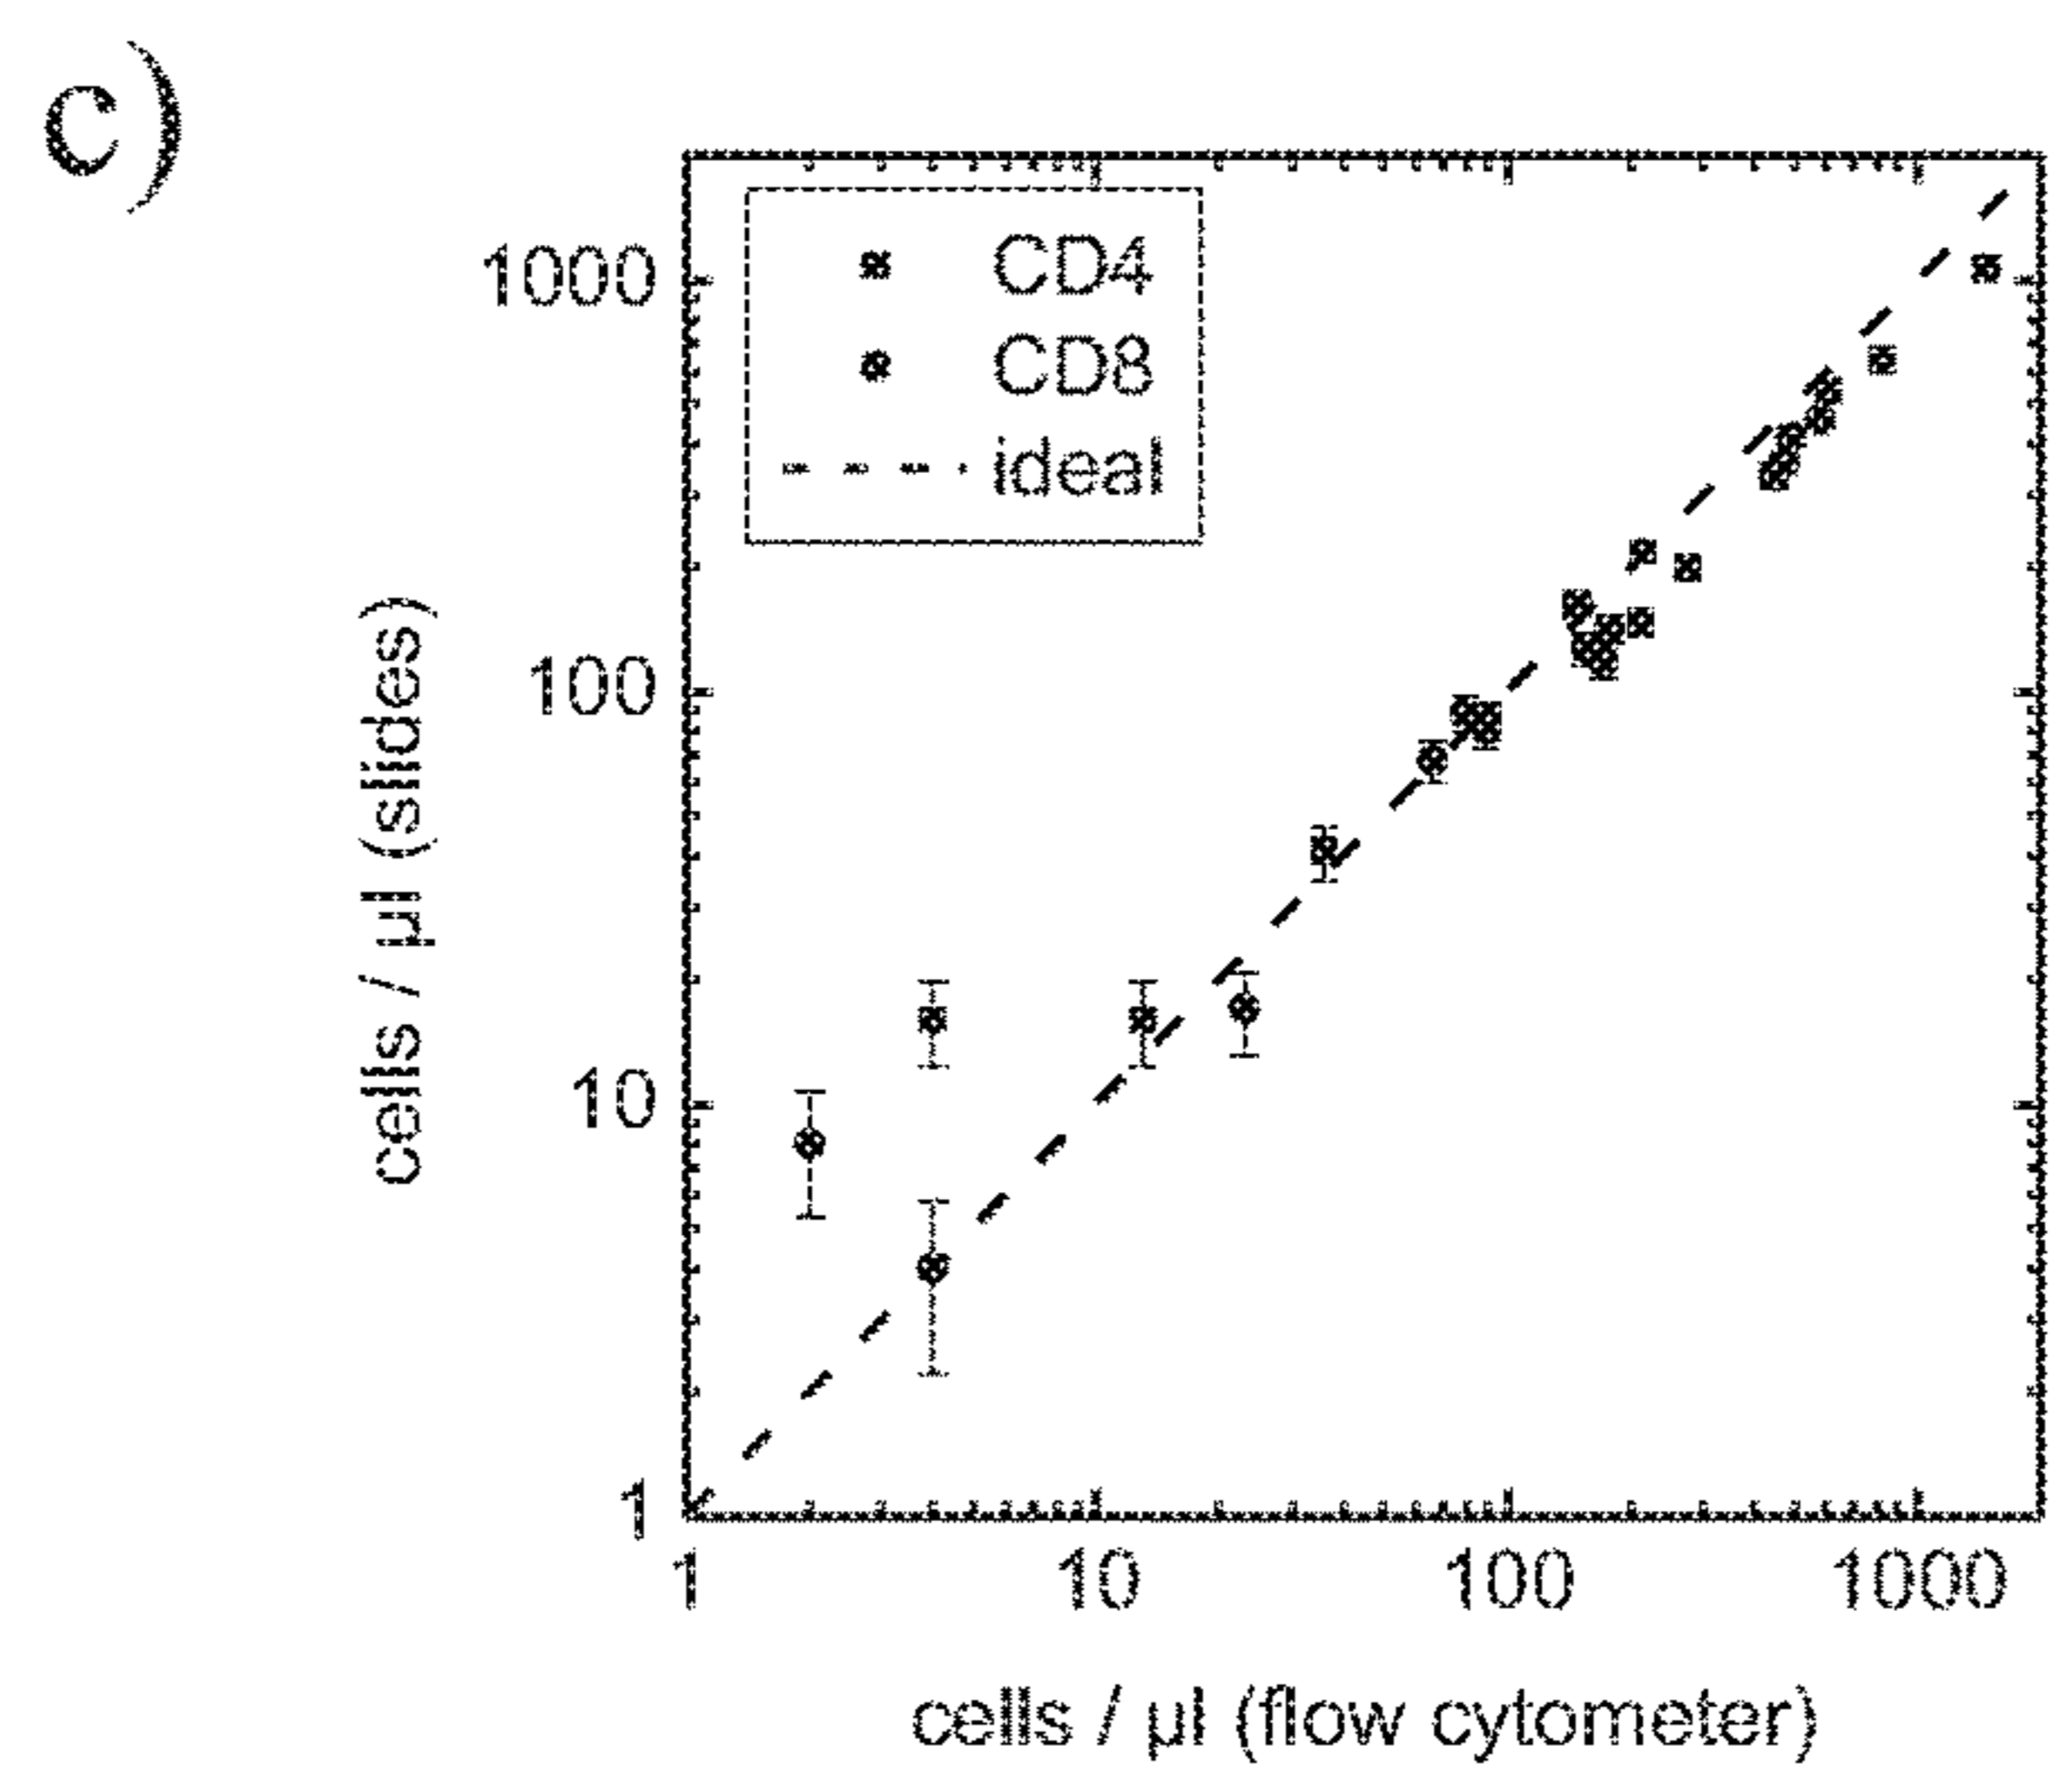 c)
CD4
CD8
ideal
1000
100
10
1
cells / µl (slides)
1 10 100 1000
cells / µl (flow cytometer)